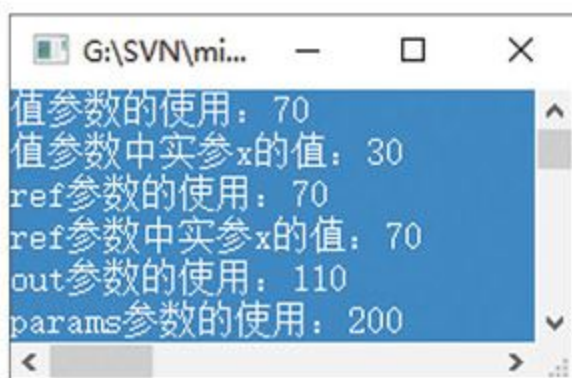 G:\SVN\mi...
值参数的使用：70
值参数中实参x的值：30
ref参数的使用：70
ref参数中实参x的值：70
out参数的使用：110
params参数的使用：200